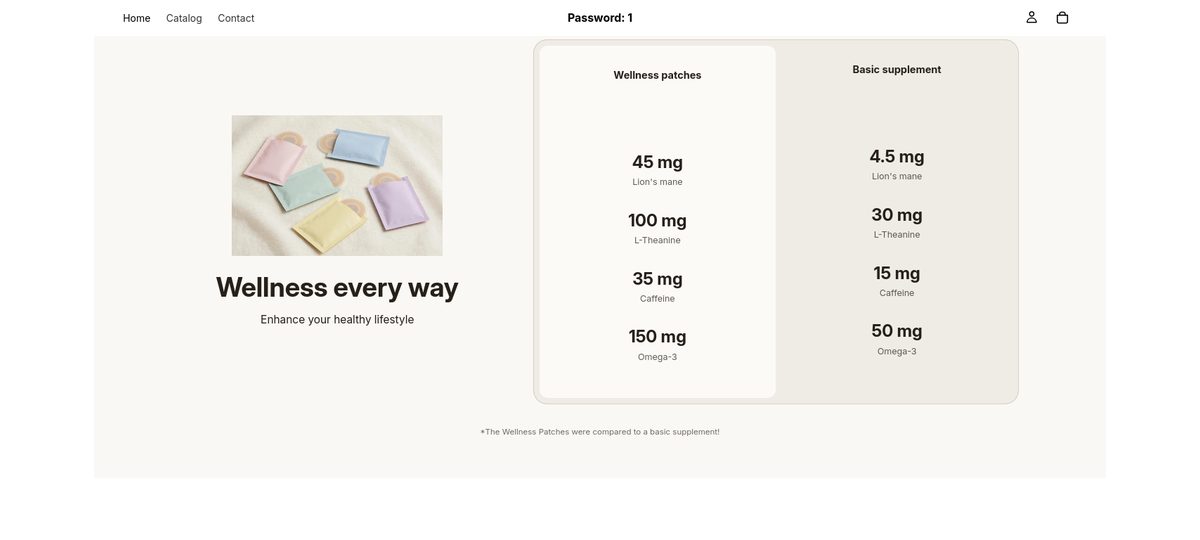 Home Catalog Contact
Password: 1
Wellness every way
Enhance your healthy lifestyle
Wellness patches
45 mg
Lion's mane
100 mg
L-Theanine
35 mg
Caffeine
150 mg
Omega-3
Basic supplement
4.5 mg
Lion's mane
30 mg
L-Theanine
15 mg
Caffeine
50 mg
Omega-3
*The Wellness Patches were compared to a basic supplement!